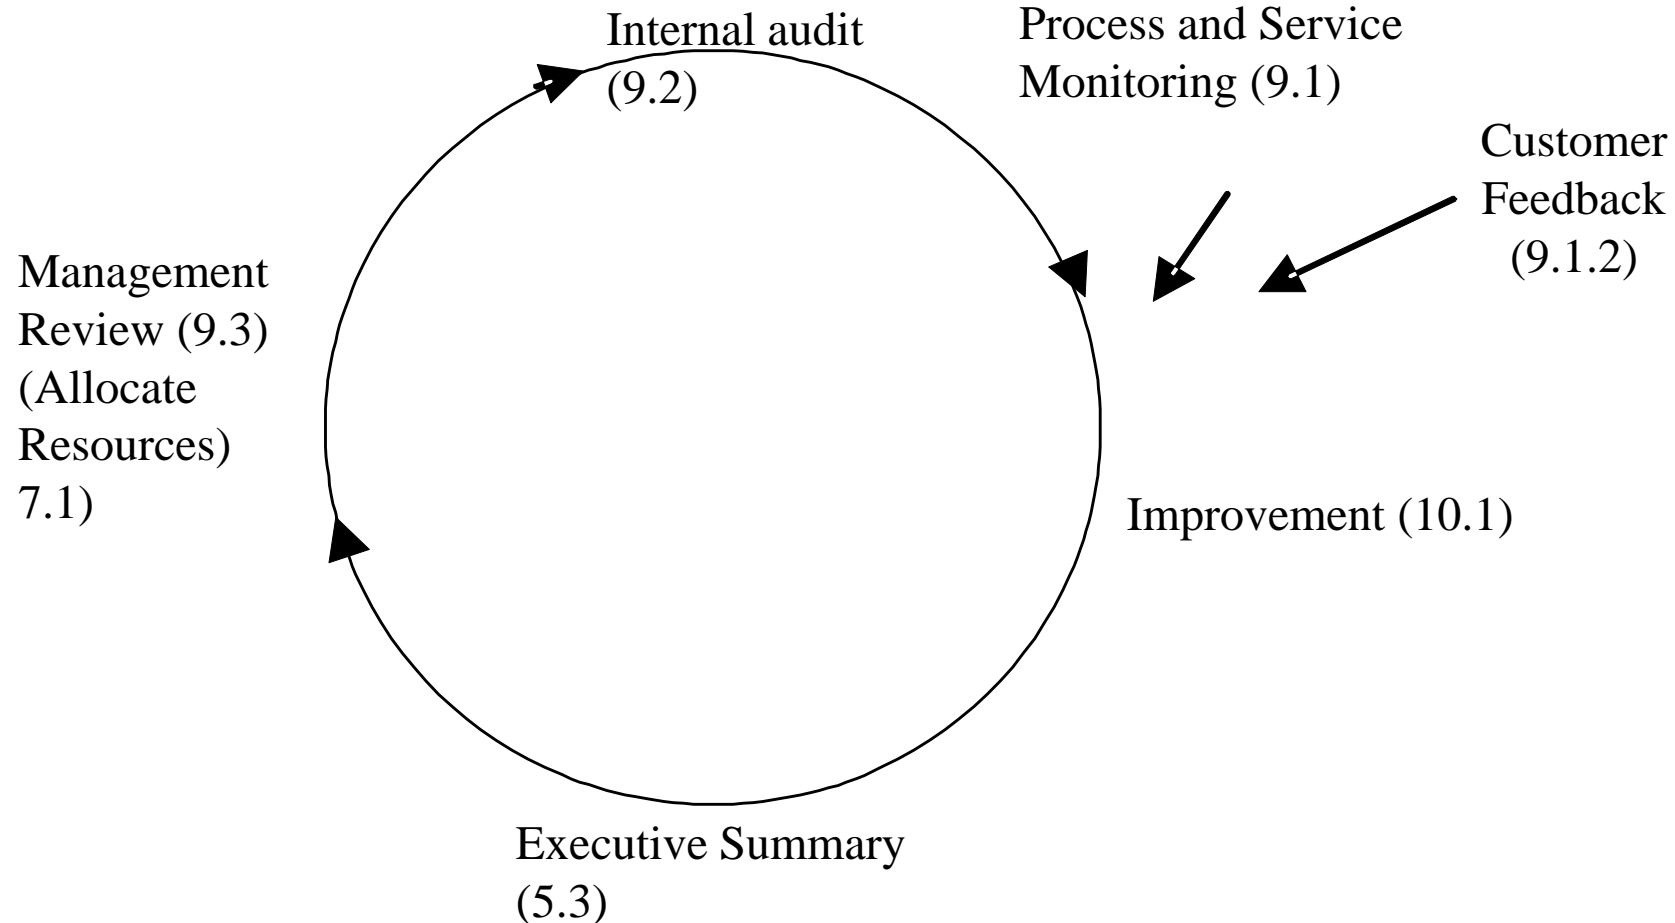 Internal audit
(9.2)
Process and Service
Monitoring (9.1)
Customer
Feedback
(9.1.2)
Management
Review (9.3)
(Allocate
Resources)
7.1)
Improvement (10.1)
Executive Summary
(5.3)